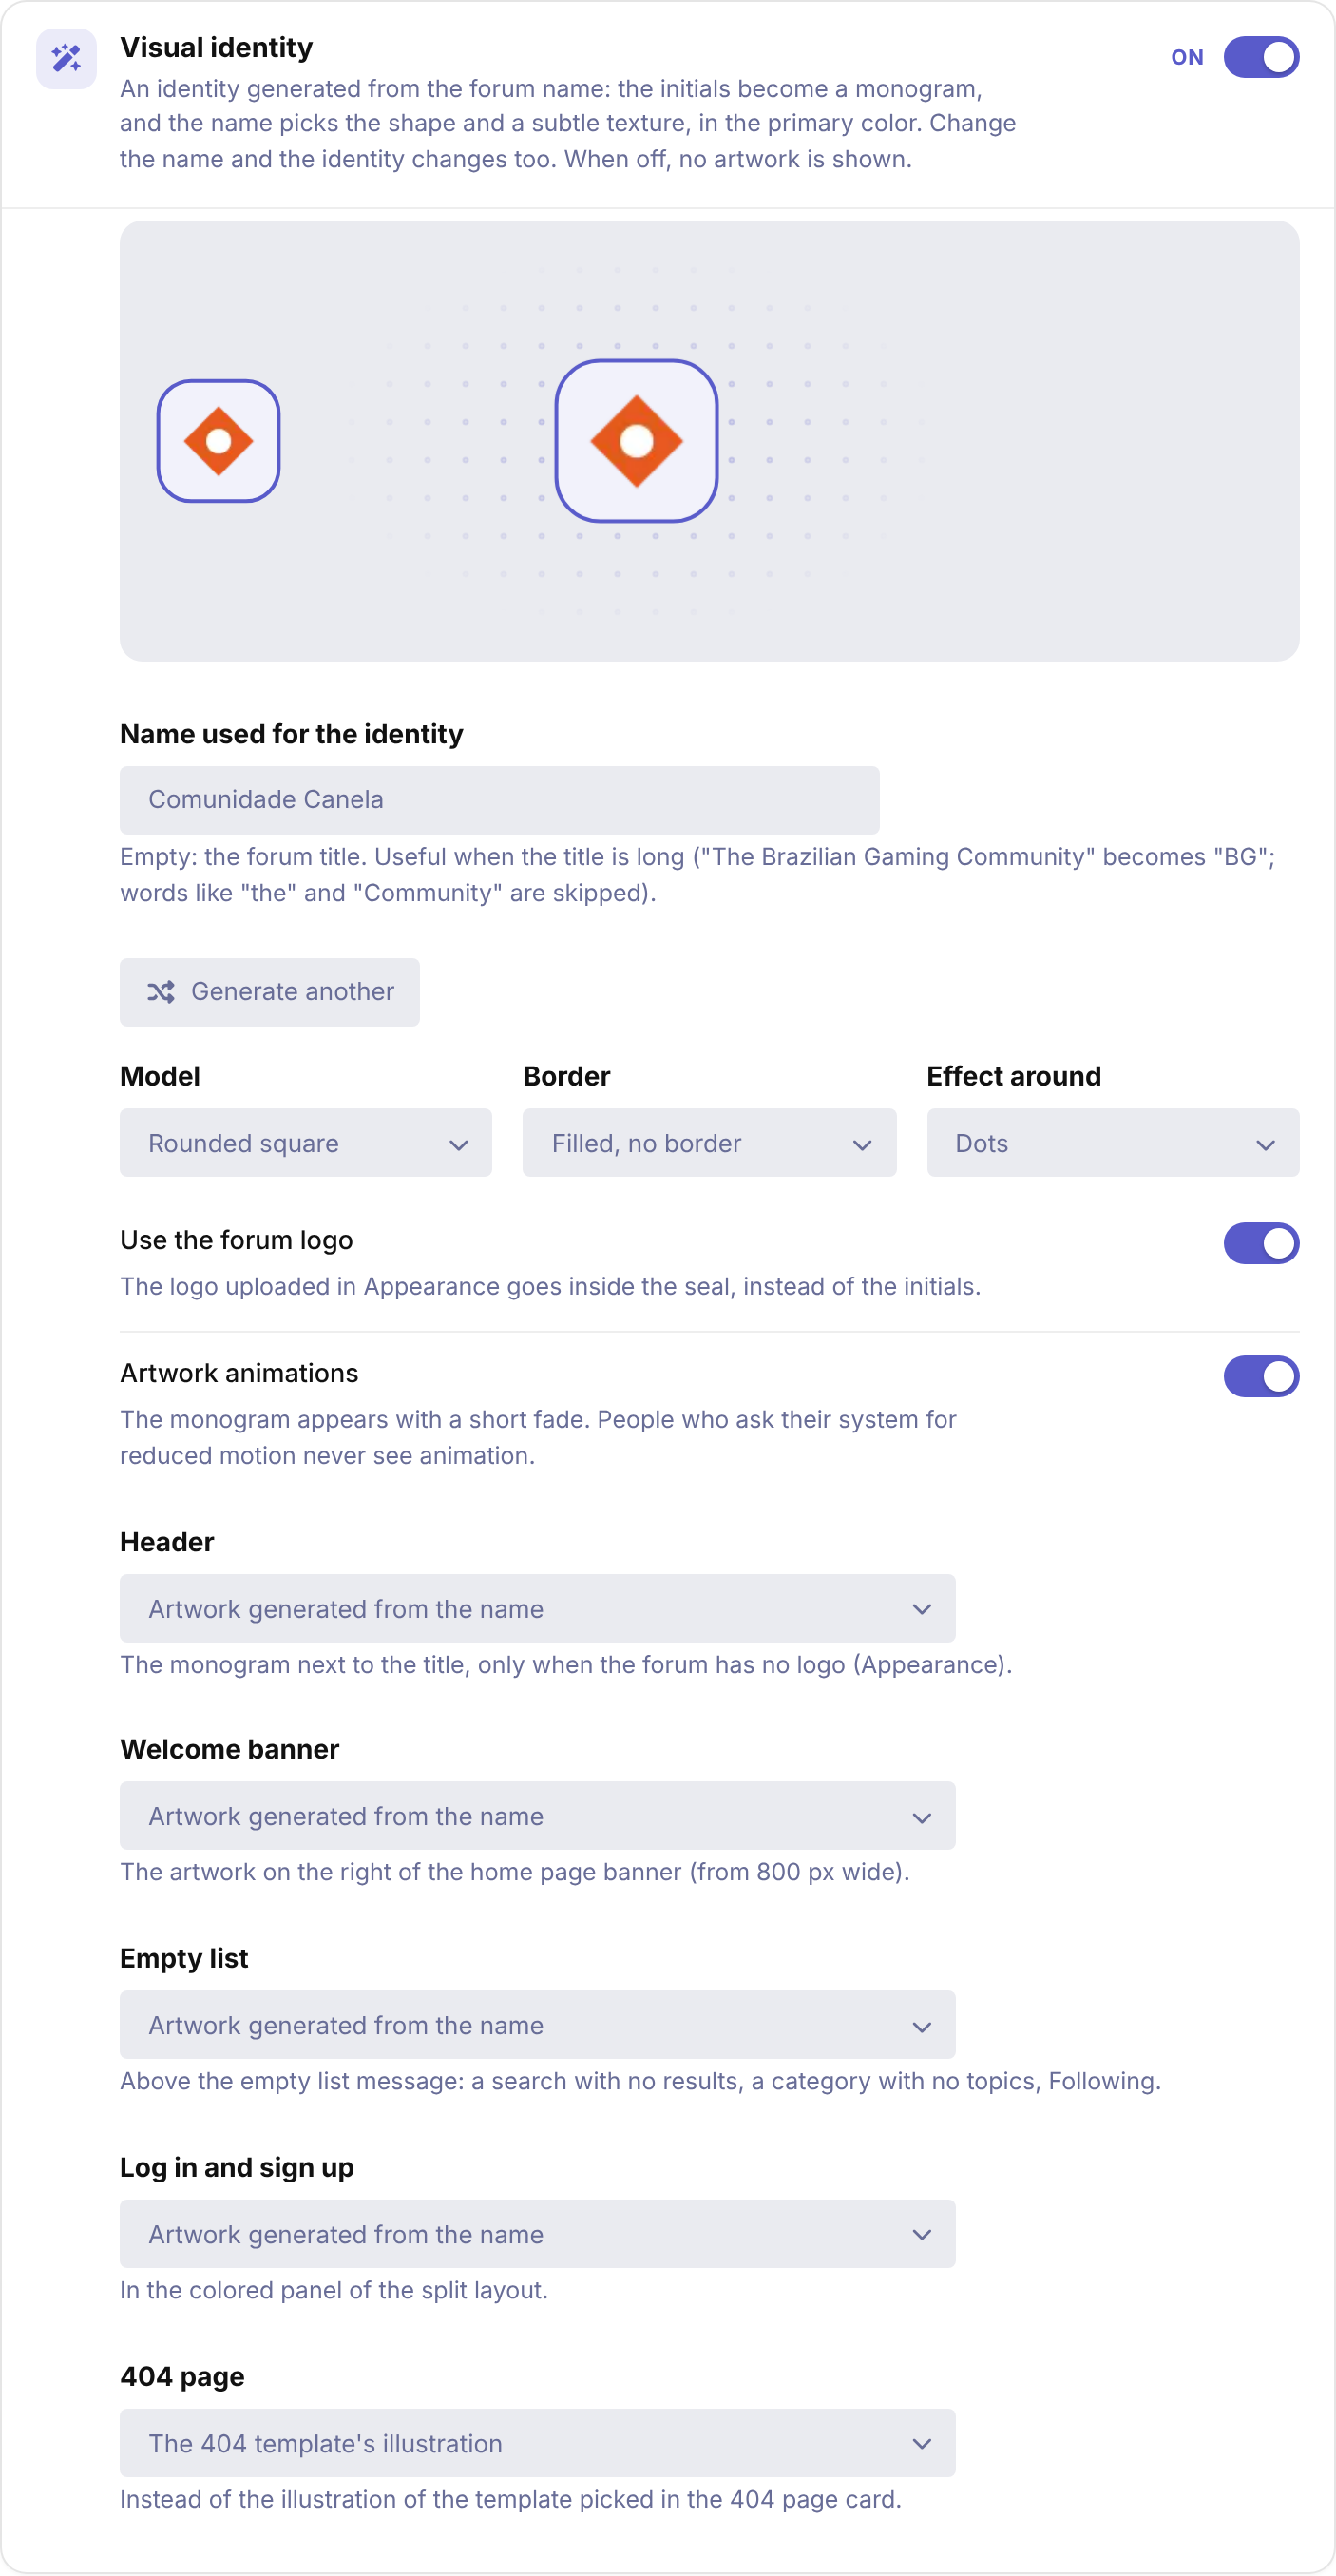 Visual identity
ON
An identity generated from the forum name: the initials become a monogram,
and the name picks the shape and a subtle texture, in the primary color. Change
the name and the identity changes too. When off, no artwork is shown.
Name used for the identity
Comunidade Canela
Empty: the forum title. Useful when the title is long ("The Brazilian Gaming Community" becomes "BG";
words like "the" and "Community" are skipped).
Generate another
Model
Border
Effect around
Rounded square
Filled, no border
Dots
Use the forum logo
The logo uploaded in Appearance goes inside the seal, instead of the initials.
Artwork animations
The monogram appears with a short fade. People who ask their system for
reduced motion never see animation.
Header
Artwork generated from the name
The monogram next to the title, only when the forum has no logo (Appearance).
Welcome banner
Artwork generated from the name
The artwork on the right of the home page banner (from 800 px wide).
Empty list
Artwork generated from the name
Above the empty list message: a search with no results, a category with no topics, Following.
Log in and sign up
Artwork generated from the name
In the colored panel of the split layout.
404 page
The 404 template's illustration
Instead of the illustration of the template picked in the 404 page card.